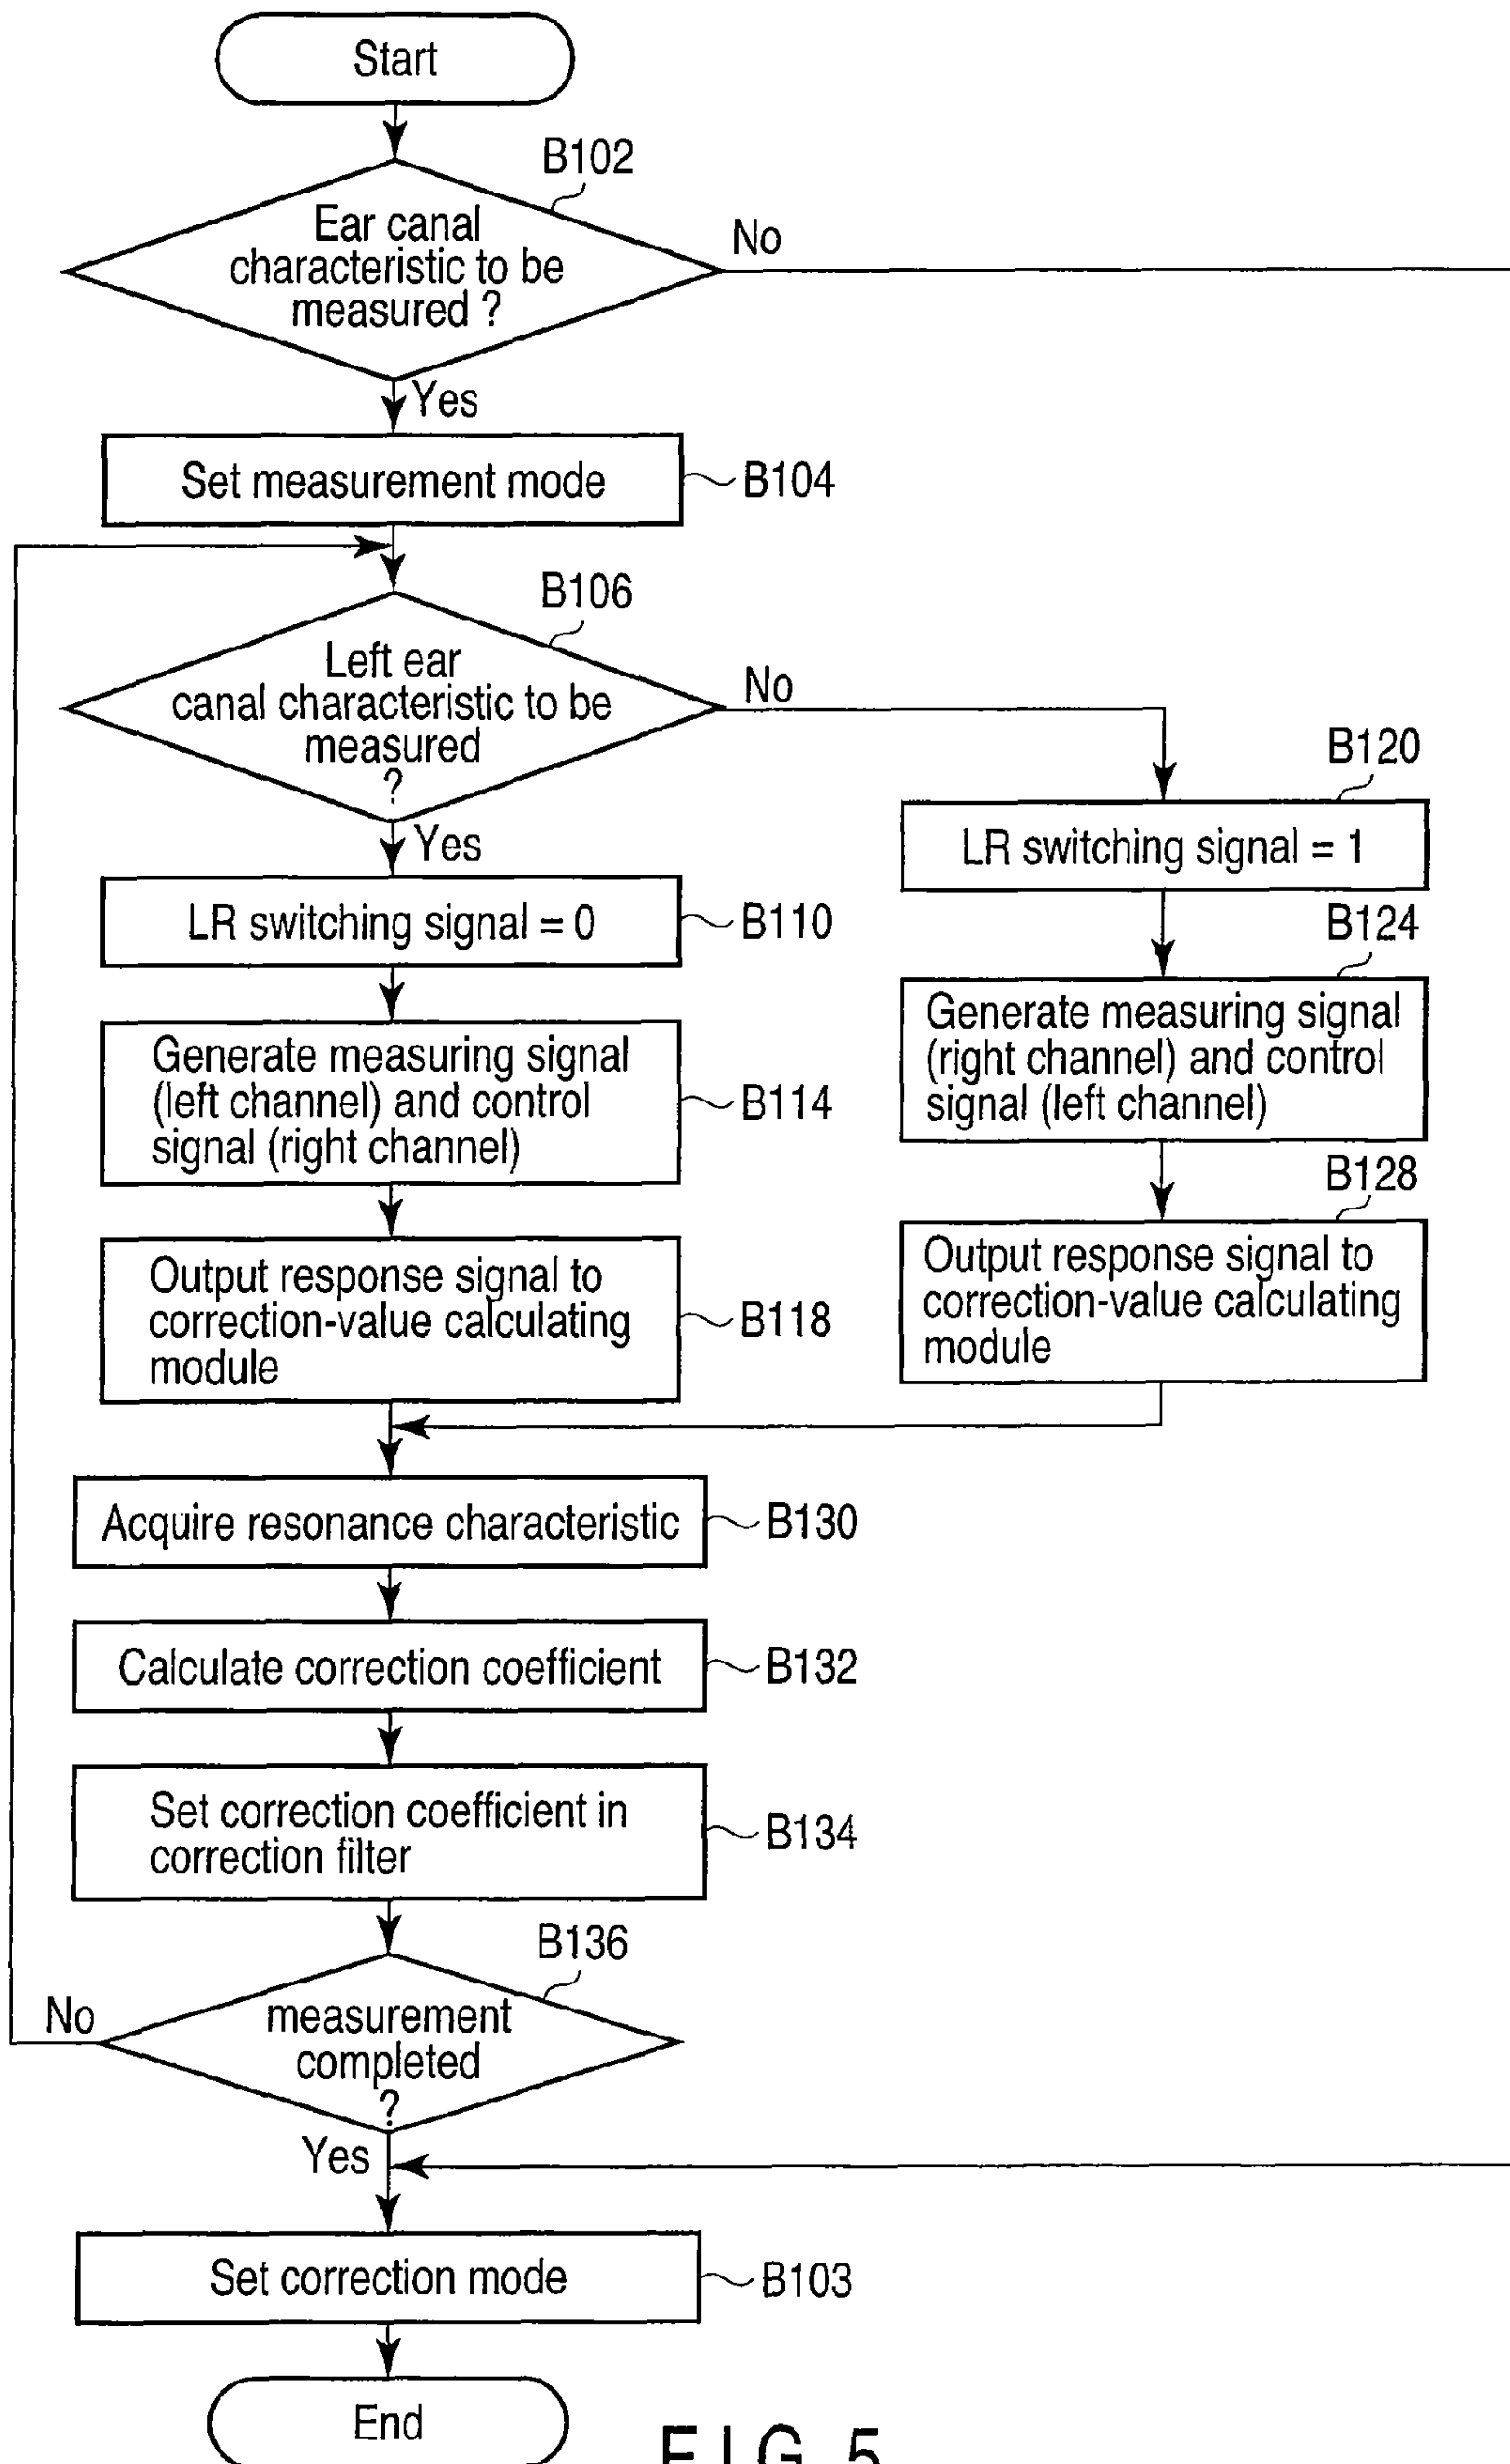 Start
B102
Ear canal
characteristic to be
measured ?
No
Yes
Set measurement mode
B104
B106
Left ear
canal characteristic to be
measured
?
No
Yes
B120
LR switching signal = 1
LR switching signal = 0
B110
B124
Generate measuring signal
(right channel) and control
signal (left channel)
Generate measuring signal
(left channel) and control
signal (right channel)
B114
B128
Output response signal to
correction-value calculating
module
Output response signal to
correction-value calculating
module
B118
Acquire resonance characteristic
B130
Calculate correction coefficient
B132
Set correction coefficient in
correction filter
B134
B136
measurement
completed
?
No
Yes
Set correction mode
B103
End
FIG. 5